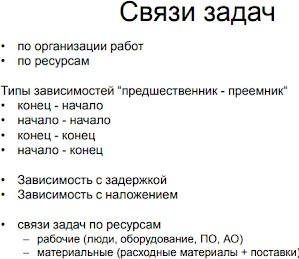 Связи задач
• по организации работ
• по ресурсам
Типы зависимостей “предшественник - преемник“
• конец - начало
• начало - начало
• конец - конец
• начало - конец
• Зависимость с задержкой
• Зависимость с наложением
• связи задач по ресурсам
– рабочие (люди, оборудование, ПО, АО)
– материальные (расходные материалы + поставки)